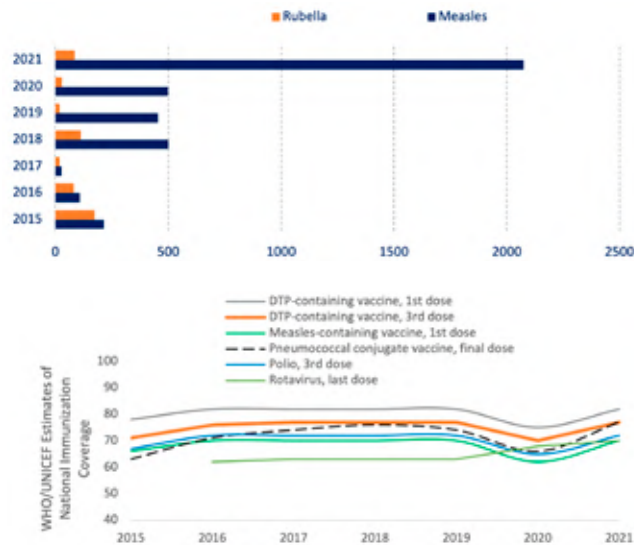 Rubella Measles
2021
2020
2019
2018
2017
2016
2015
0 500 1000 1500 2000 2500
DTP-containing vaccine, 1st dose
DTP-containing vaccine, 3rd dose
Measles-containing vaccine, 1st dose
Pneumococcal conjugate vaccine, final dose
Polio, 3rd dose
Rotavirus, last dose
WHO/UNICEF Estimates of
National Immunization
Coverage
100
90
80
70
60
50
40
2015 2016 2017 2018 2019 2020 2021